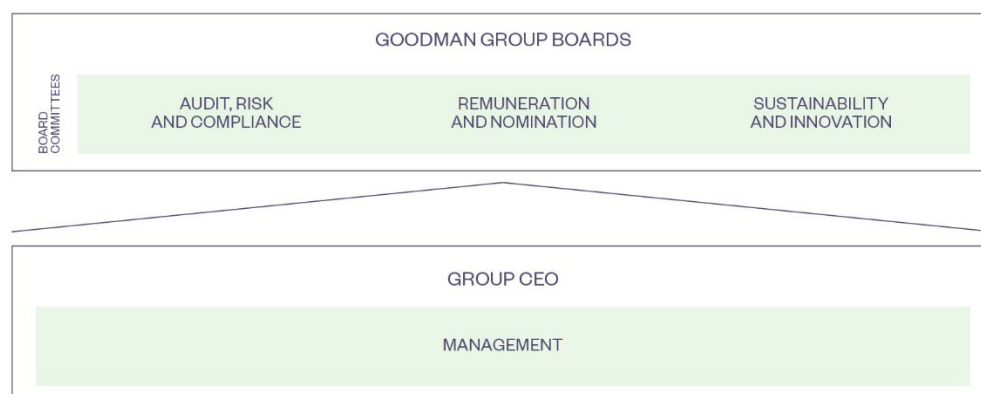 GOODMAN GROUP BOARDS
BOARD
COMMITTEES
AUDIT, RISK
AND COMPLIANCE
REMUNERATION
AND NOMINATION
SUSTAINABILITY
AND INNOVATION
GROUP CEO
MANAGEMENT